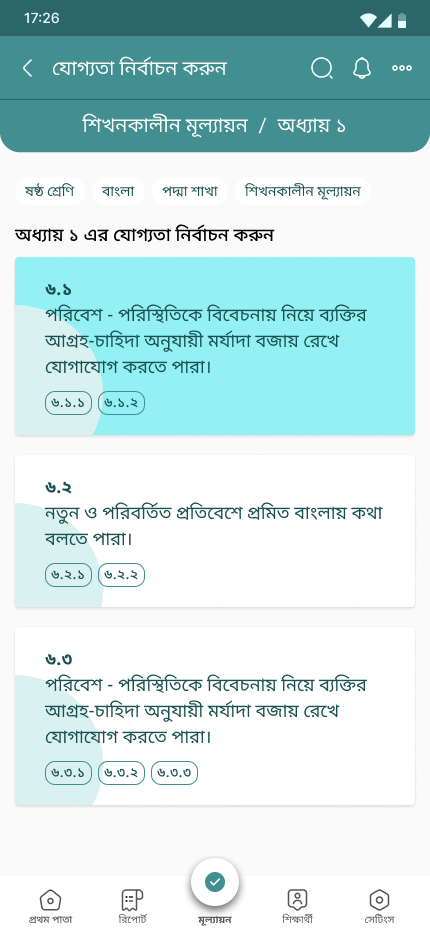 17:26
যোগ্যতা নির্বাচন করুন
শিখনকালীন মূল্যায়ন / অধ্যায় ১
ষষ্ঠ শ্রেণি বাংলা পদ্মা শাখা শিখনকালীন মূল্যায়ন
অধ্যায় ১ এর যোগ্যতা নির্বাচন করুন
৬.১
পরিবেশ - পরিস্থিতিকে বিবেচনায় নিয়ে ব্যক্তির
আগ্রহ-চাহিদা অনুযায়ী মর্যাদা বজায় রেখে
যোগাযোগ করতে পারা।
৬.১.১ ৬.১.২
৬.২
নতুন ও পরিবর্তিত প্রতিবেশে প্রমিত বাংলায় কথা
বলতে পারা।
৬.২.১ ৬.২.২
৬.৩
পরিবেশ - পরিস্থিতিকে বিবেচনায় নিয়ে ব্যক্তির
আগ্রহ-চাহিদা অনুযায়ী মর্যাদা বজায় রেখে
যোগাযোগ করতে পারা।
৬.৩.১ ৬.৩.২ ৬.৩.৩
প্রথম পাতা রিপোর্ট মূল্যায়ন শিক্ষার্থী সেটিংস